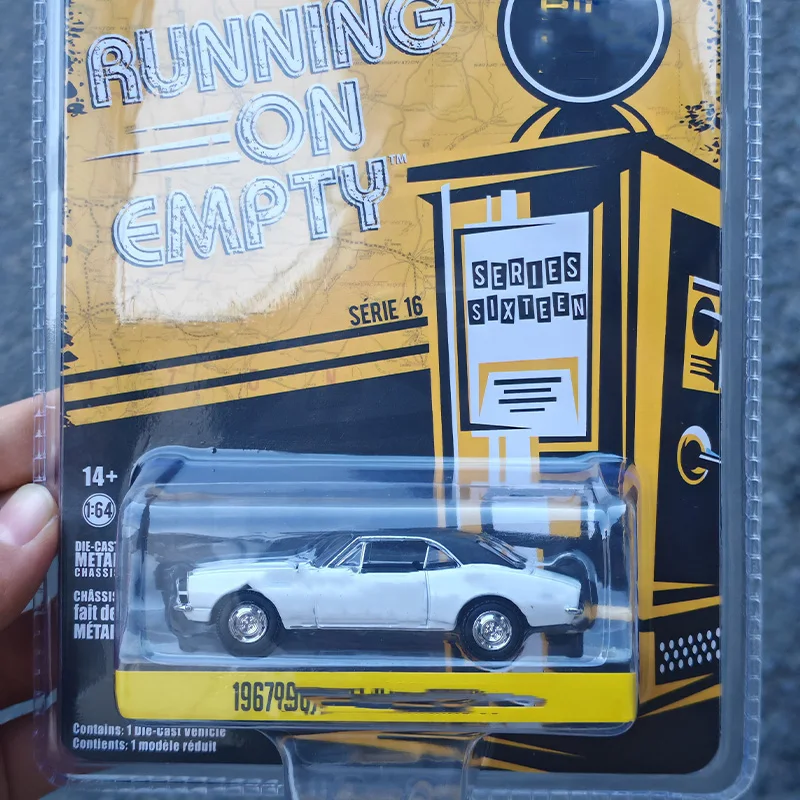 RUNNING
ON
EMPTY™
SERIES
SIXTEEN
SÉRIE 16
14+
1:64
DIE-CAST
METAL
CHASSIS
CHÂSSIS
fait de
MÉTAL
Contains: 1 Die-Cast Vehicle
Contients: 1 modèle réduit